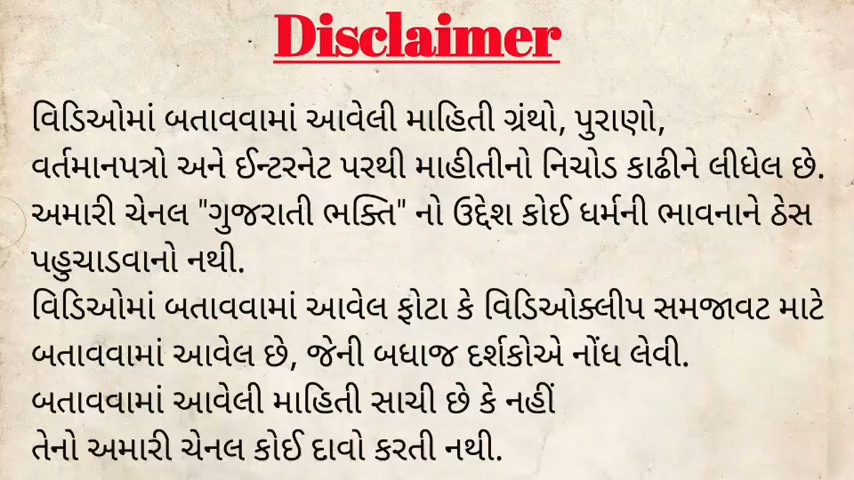 Disclaimer
વિડિઓમાં બતાવવામાં આવેલી માહિતી ગ્રંથો, પુરાણો,
વર્તમાનપત્રો અને ઈન્ટરનેટ પરથી માહીતીનો નિચોડ કાઢીને લીધેલ છે.
અમારી ચેનલ "ગુજરાતી ભક્તિ" નો ઉદ્દેશ કોઈ ધર્મની ભાવનાને ઠેસ
પહુચાડવાનો નથી.
વિડિઓમાં બતાવવામાં આવેલ ફોટા કે વિડિઓક્લીપ સમજાવટ માટે
બતાવવામાં આવેલ છે, જેની બધાજ દર્શકોએ નોંધ લેવી.
બતાવવામાં આવેલી માહિતી સાચી છે કે નહીં
તેનો અમારી ચેનલ કોઈ દાવો કરતી નથી.